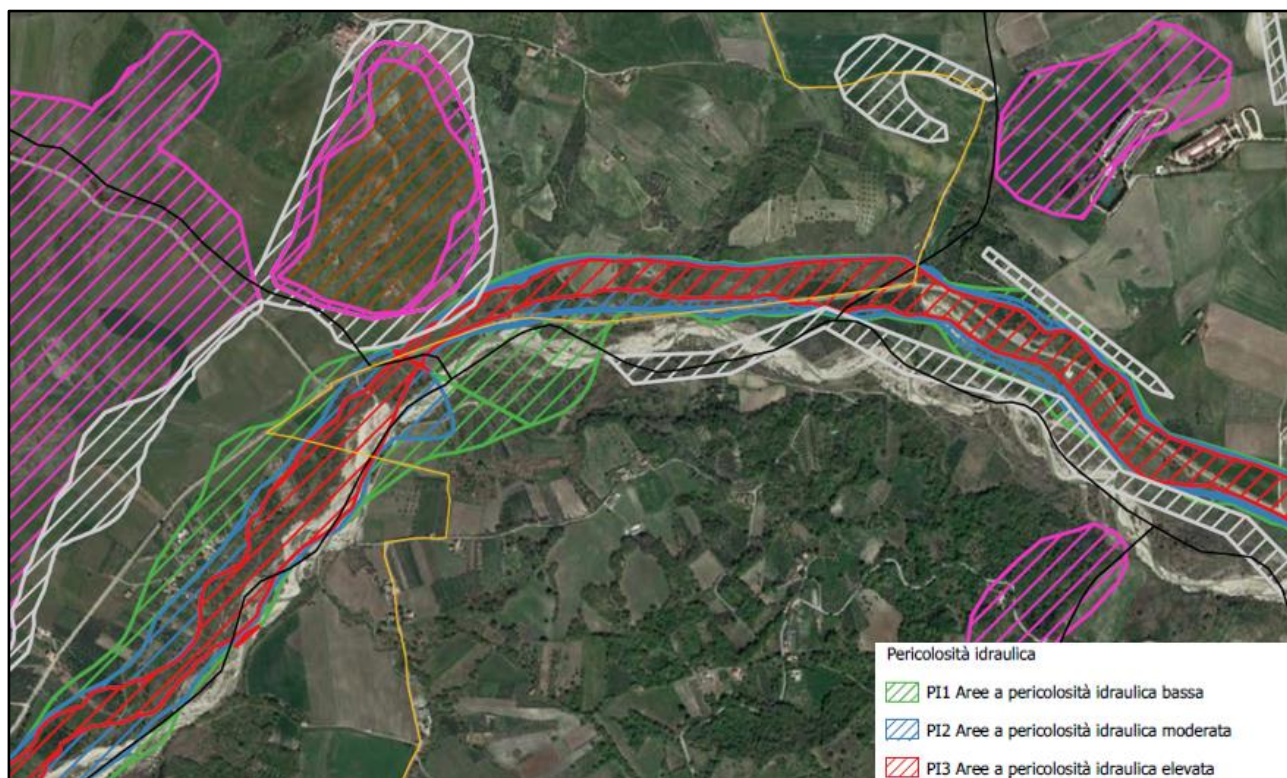 Pericolosità idraulica
PI1 Aree a pericolosità idraulica bassa
PI2 Aree a pericolosità idraulica moderata
PI3 Aree a pericolosità idraulica elevata